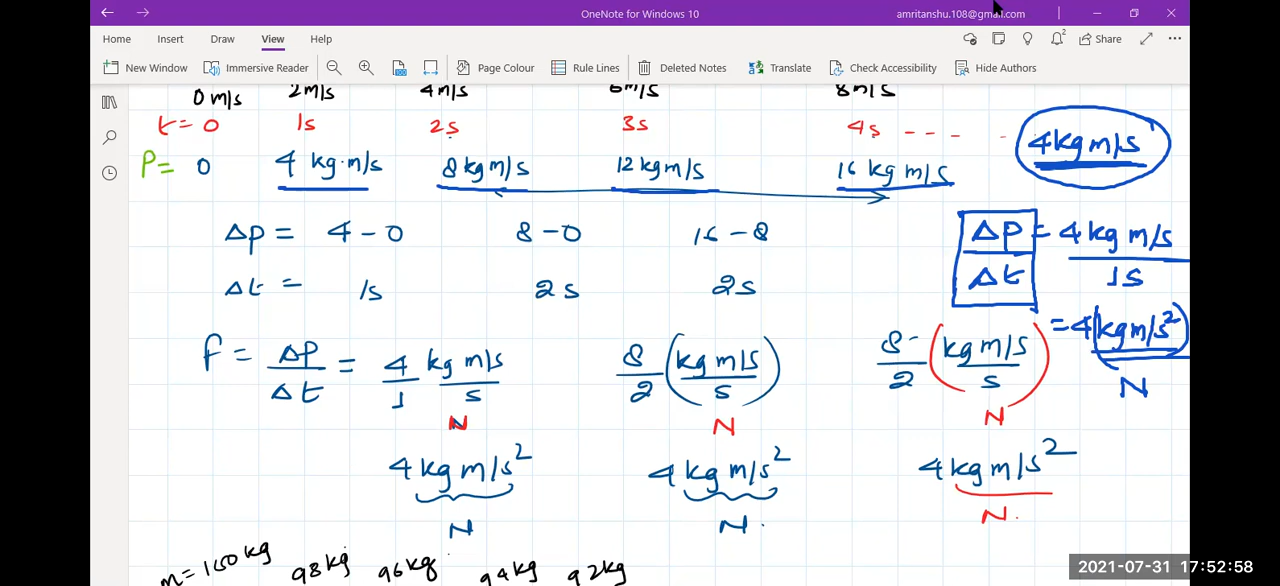 OneNote for Windows 10
amritanshu.108@gmail.com
Home Insert Draw View Help
2 Share
New Window Immersive Reader Page Colour Rule Lines Deleted Notes Translate Check Accessibility Hide Authors
0 m/s 2m/s 4m/s 6m/s 8m/s
t = 0 1s 2s 3s 4s - - - -
4kg m/s
P = 0 4 kg·m/s 8 kg m/s 12 kg m/s 16 kg m/s
Δp = 4 - 0 8 - 0 16 - 8
Δt = 1s 2s 2s
Δp/Δt = 4 kg m/s / 1s
= 4 (kg m/s²)
N
F = Δp/Δt = 4/1 kg m/s / s 8/2 (kg m/s / s) 8/2 (kg m/s / s)
N N N
4 kg m/s² 4 kg m/s² 4 kg m/s²
N N. N.
m = 100 kg 98 kg 96 kg 94 kg 92 kg
2021-07-31 17:52:58